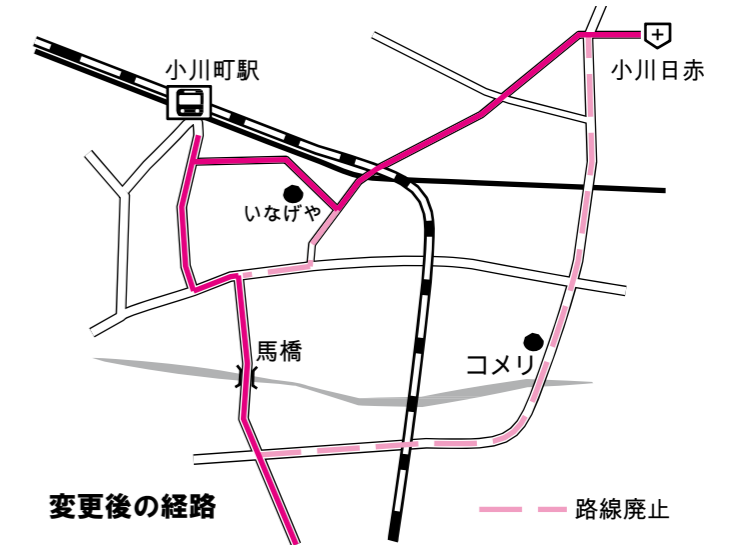 小川町駅
小川日赤
いなげや
馬橋
コメリ
変更後の経路
路線廃止